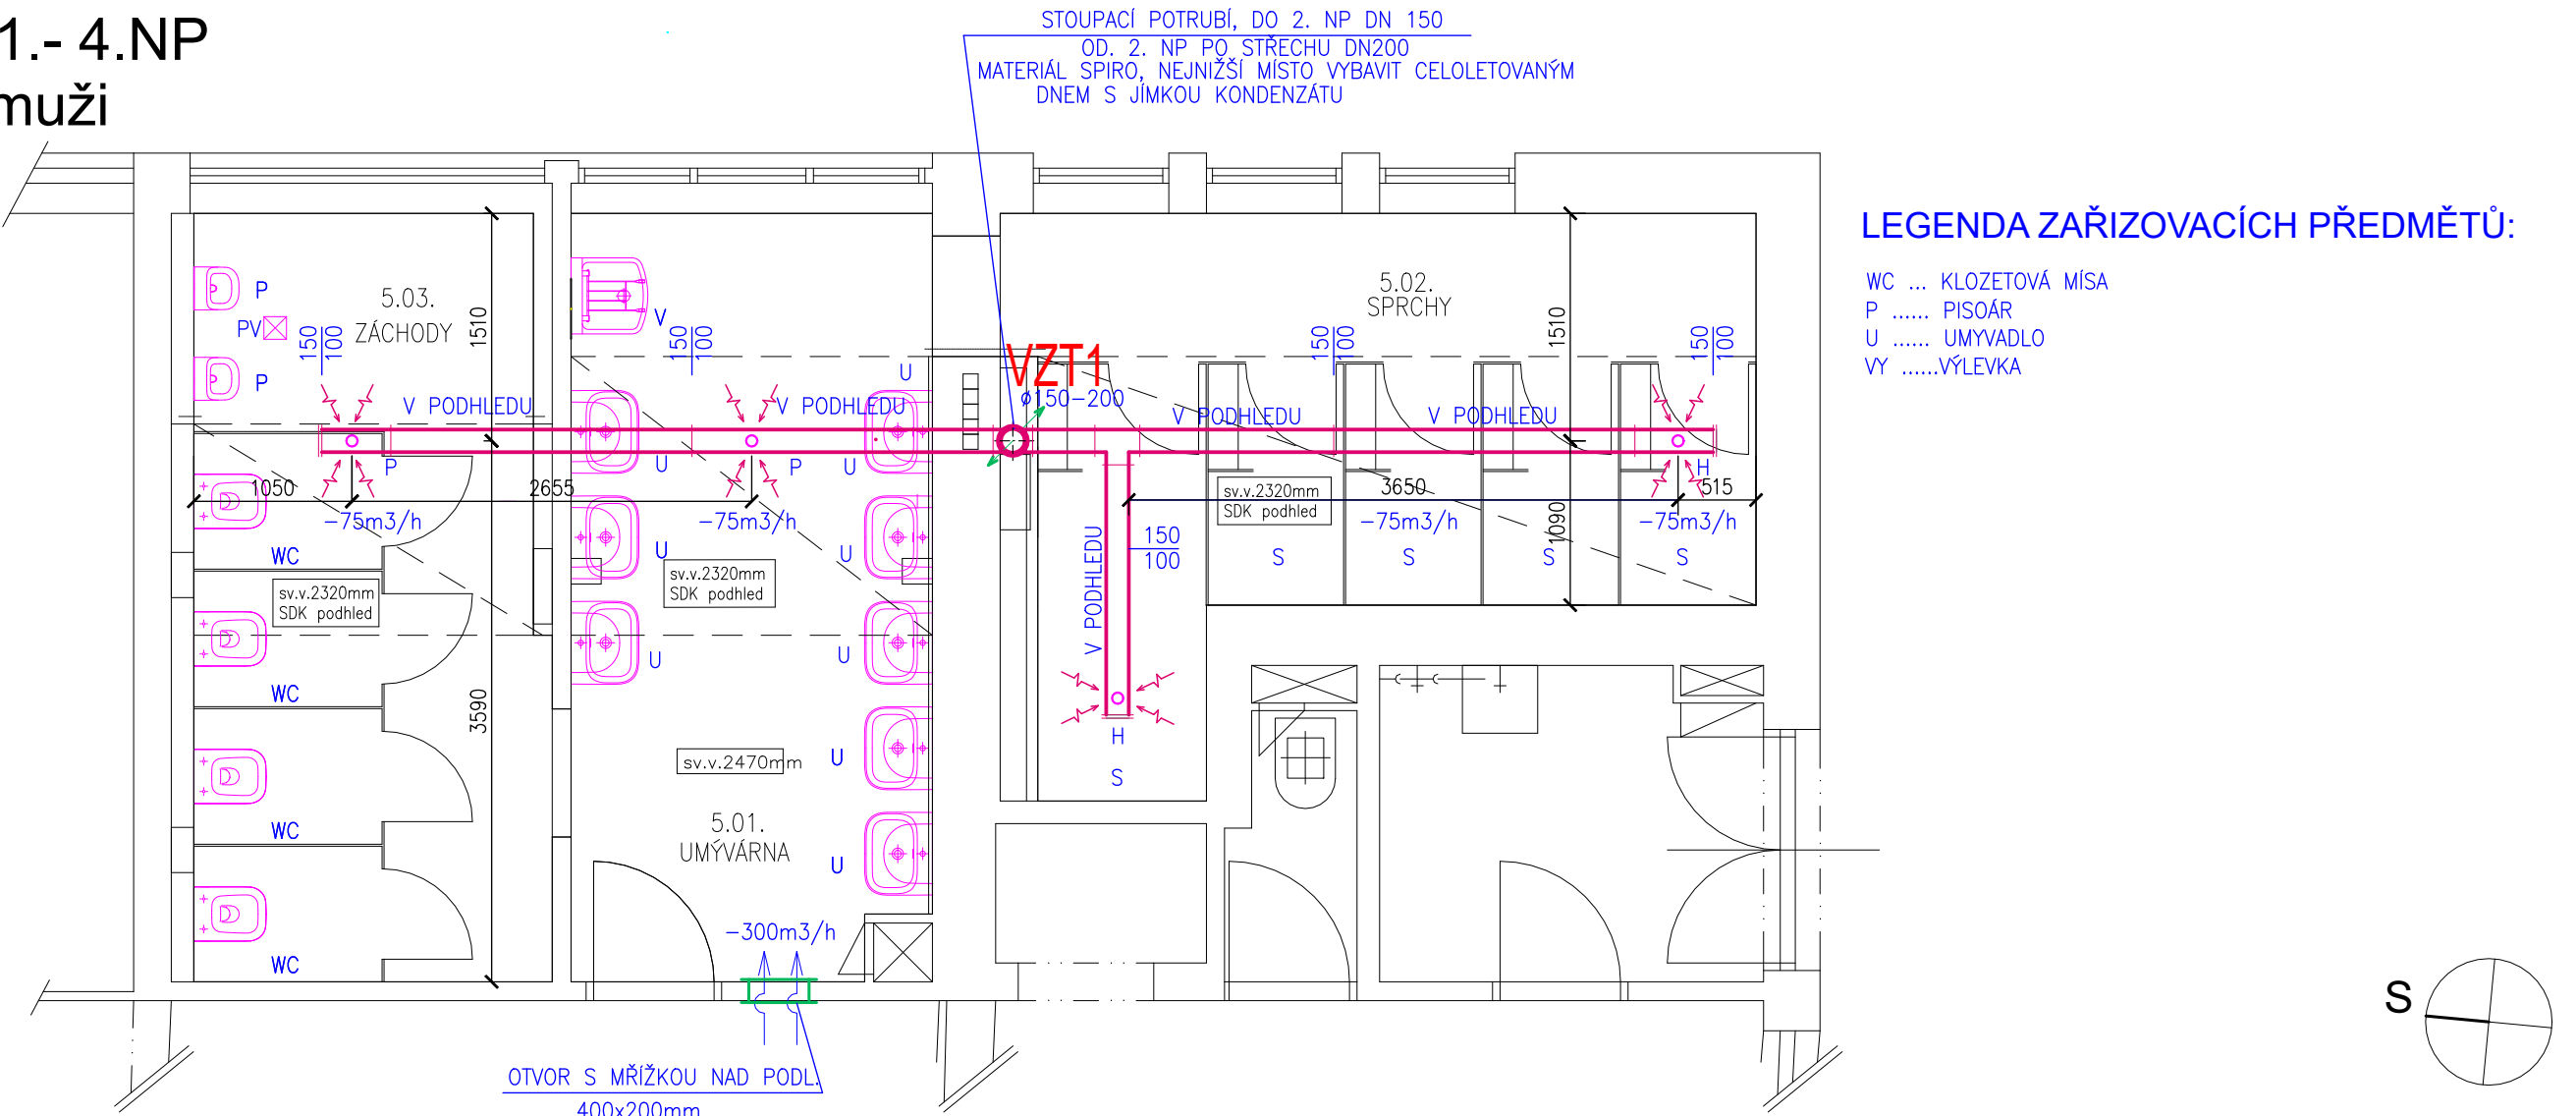 1.- 4.NP
muži
STOUPACÍ POTRUBÍ, DO 2. NP DN 150
OD. 2. NP PO STŘECHU DN200
MATERIÁL SPIRO, NEJNIŽŠÍ MÍSTO VYBAVIT CELOLETOVANÝM
DNEM S JÍMKOU KONDENZÁTU
LEGENDA ZAŘIZOVACÍCH PŘEDMĚTŮ:
WC ... KLOZETOVÁ MÍSA
P ...... PISOÁR
U ...... UMYVADLO
VY ......VÝLEVKA
P
PV
P
5.03.
ZÁCHODY
150
100
1510
V PODHLEDU
P
1050
-75m3/h
WC
sv.v.2320mm
SDK podhled
WC
WC
WC
3590
V
150
100
U
V PODHLEDU
U
P
U
2655
-75m3/h
U
U
sv.v.2320mm
SDK podhled
U
U
sv.v.2470mm
U
5.01.
UMÝVÁRNA
U
-300m3/h
OTVOR S MŘÍŽKOU NAD PODL.
400x200mm
VZT1
ø150-200
5.02.
SPRCHY
150
100
1510
150
100
V PODHLEDU
V PODHLEDU
H
sv.v.2320mm
SDK podhled
3650
515
-75m3/h
-75m3/h
1090
150
100
V PODHLEDU
S
S
S
S
H
S
S